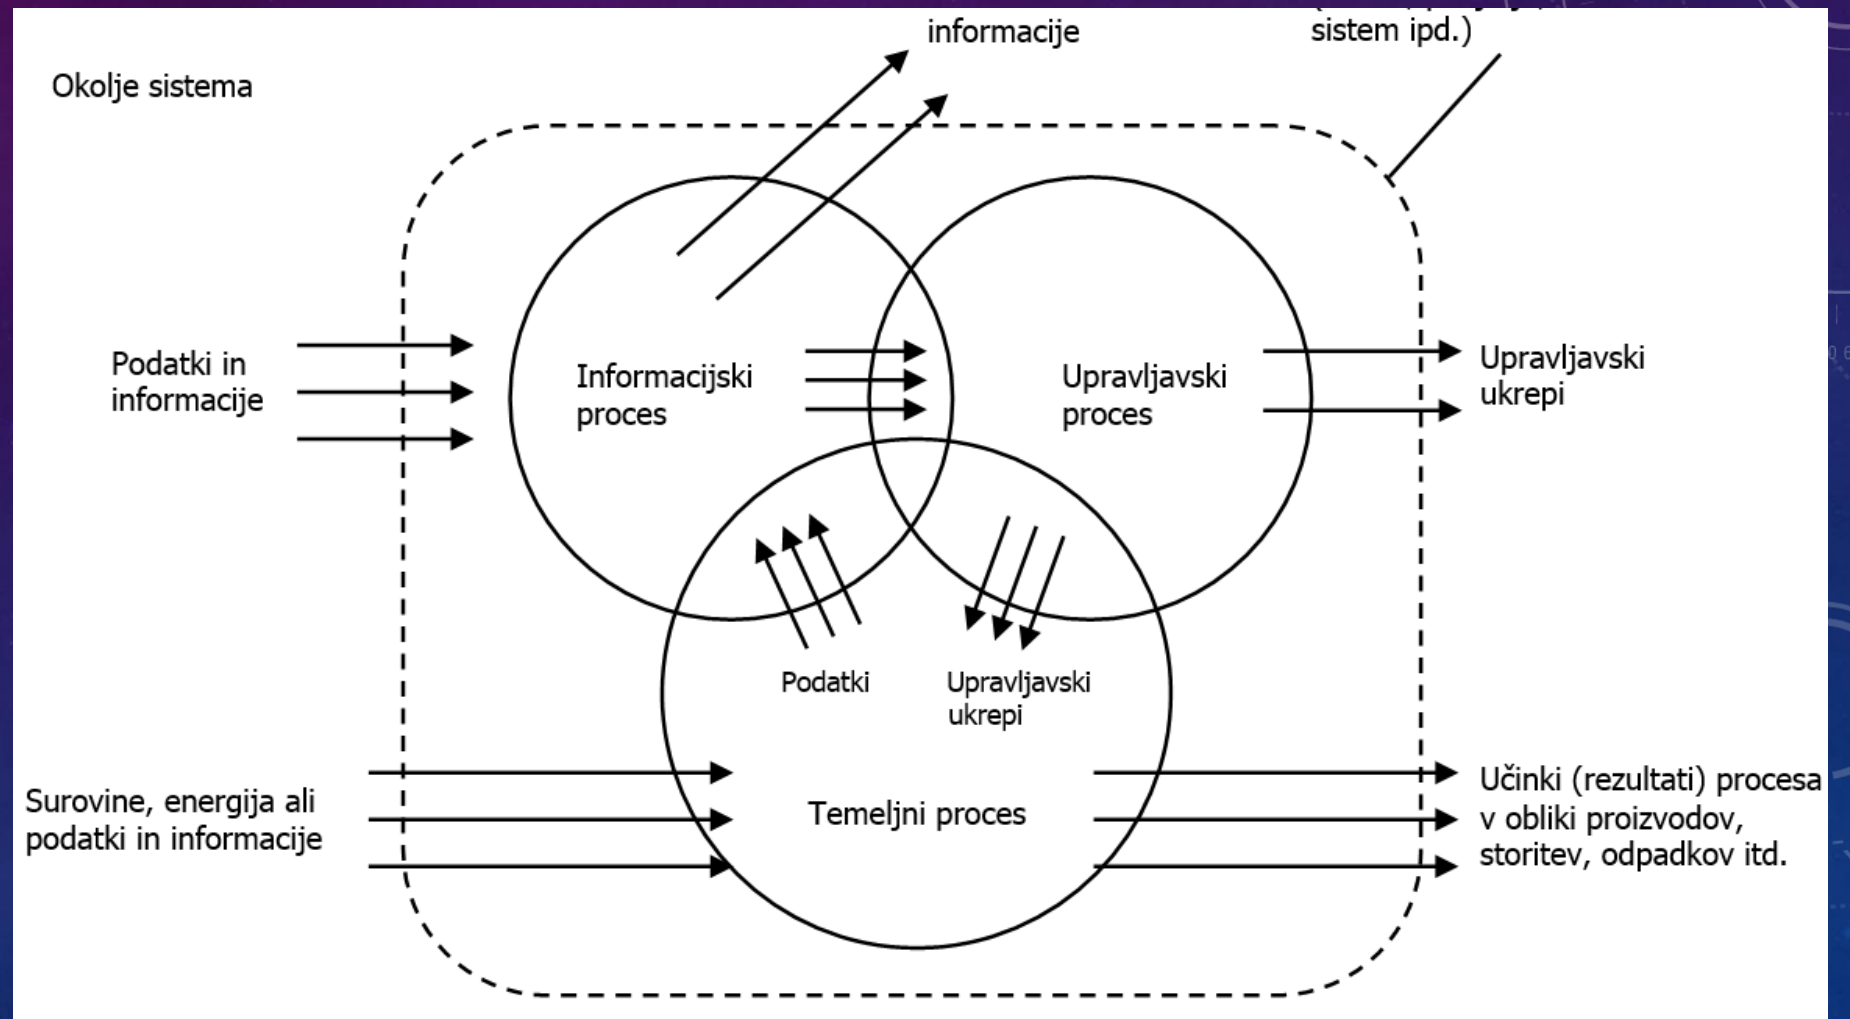 informacije
sistem ipd.)
Okolje sistema
Podatki in
informacije
Informacijski
proces
Upravljavski
proces
Upravljavski
ukrepi
Podatki
Upravljavski
ukrepi
Surovine, energija ali
podatki in informacije
Temeljni proces
Učinki (rezultati) procesa
v obliki proizvodov,
storitev, odpadkov itd.